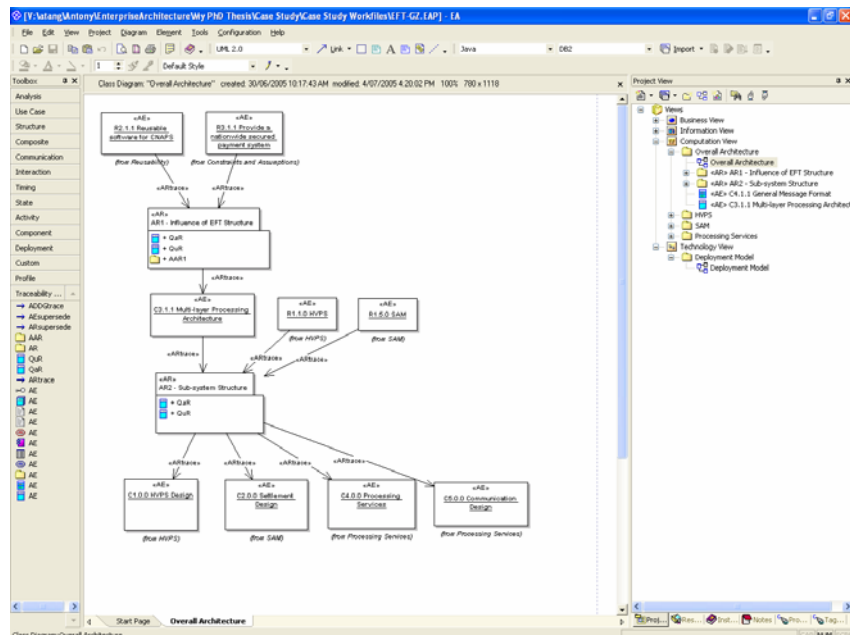 [V:\atang\Antony\EnterpriseArchitecture\My PhD Thesis\Case Study\Case Study Workfiles\EFT-GZ.EAP] - EA
File Edit View Project Diagram Element Tools Configuration Help
UML 2.0 Link Java DB2 Import
1 Default Style
Toolbox
Class Diagram: "Overall Architecture" created: 30/06/2005 10:17:43 AM modified: 4/07/2005 4:20:02 PM 100% 780 x 1118
Project View
Analysis
Use Case
Structure
Composite
Communication
Interaction
Timing
State
Activity
Component
Deployment
Custom
Profile
Traceability ...
ADDGtrace
AEsupersede
ARsupersede
AAR
AR
QuR
QaR
ARtrace
AE
AE
AE
AE
AE
AE
AE
AE
AE
AE
AE
«AE»
R2.1.1 Reusable
software for CNAPS
(from Reusability)
«AE»
R3.1.1 Provide a
nationwide secured
payment system
(from Constraints and Assumptions)
«ARtrace»
«ARtrace»
«AR»
AR1 - Influence of EFT Structure
+ QaR
+ QuR
+ AAR1
«ARtrace»
«AE»
C3.1.1 Multi-layer Processing
Architecture
«AE»
R1.1.0 HVPS
(from HVPS)
«AE»
R1.5.0 SAM
(from SAM)
«ARtrace»
«ARtrace»
«ARtrace»
«AR»
AR2 - Sub-system Structure
+ QaR
+ QuR
«ARtrace»
«ARtrace»
«ARtrace»
«ARtrace»
«AE»
C1.0.0 HVPS Design
(from HVPS)
«AE»
C2.0.0 Settlement
Design
(from SAM)
«AE»
C4.0.0 Processing
Services
(from Processing Services)
«AE»
C5.0.0 Communication
Design
(from Processing Services)
Views
Business View
Information View
Computation View
Overall Architecture
Overall Architecture
«AR» AR1 - Influence of EFT Structure
«AR» AR2 - Sub-system Structure
«AE» C4.1.1 General Message Format
«AE» C3.1.1 Multi-layer Processing Architect
HVPS
SAM
Processing Services
Technology View
Deployment Model
Deployment Model
Start Page Overall Architecture
Proj... Res... Inst... Notes Pro... Tag...
Class Diagram:Overall Architecture